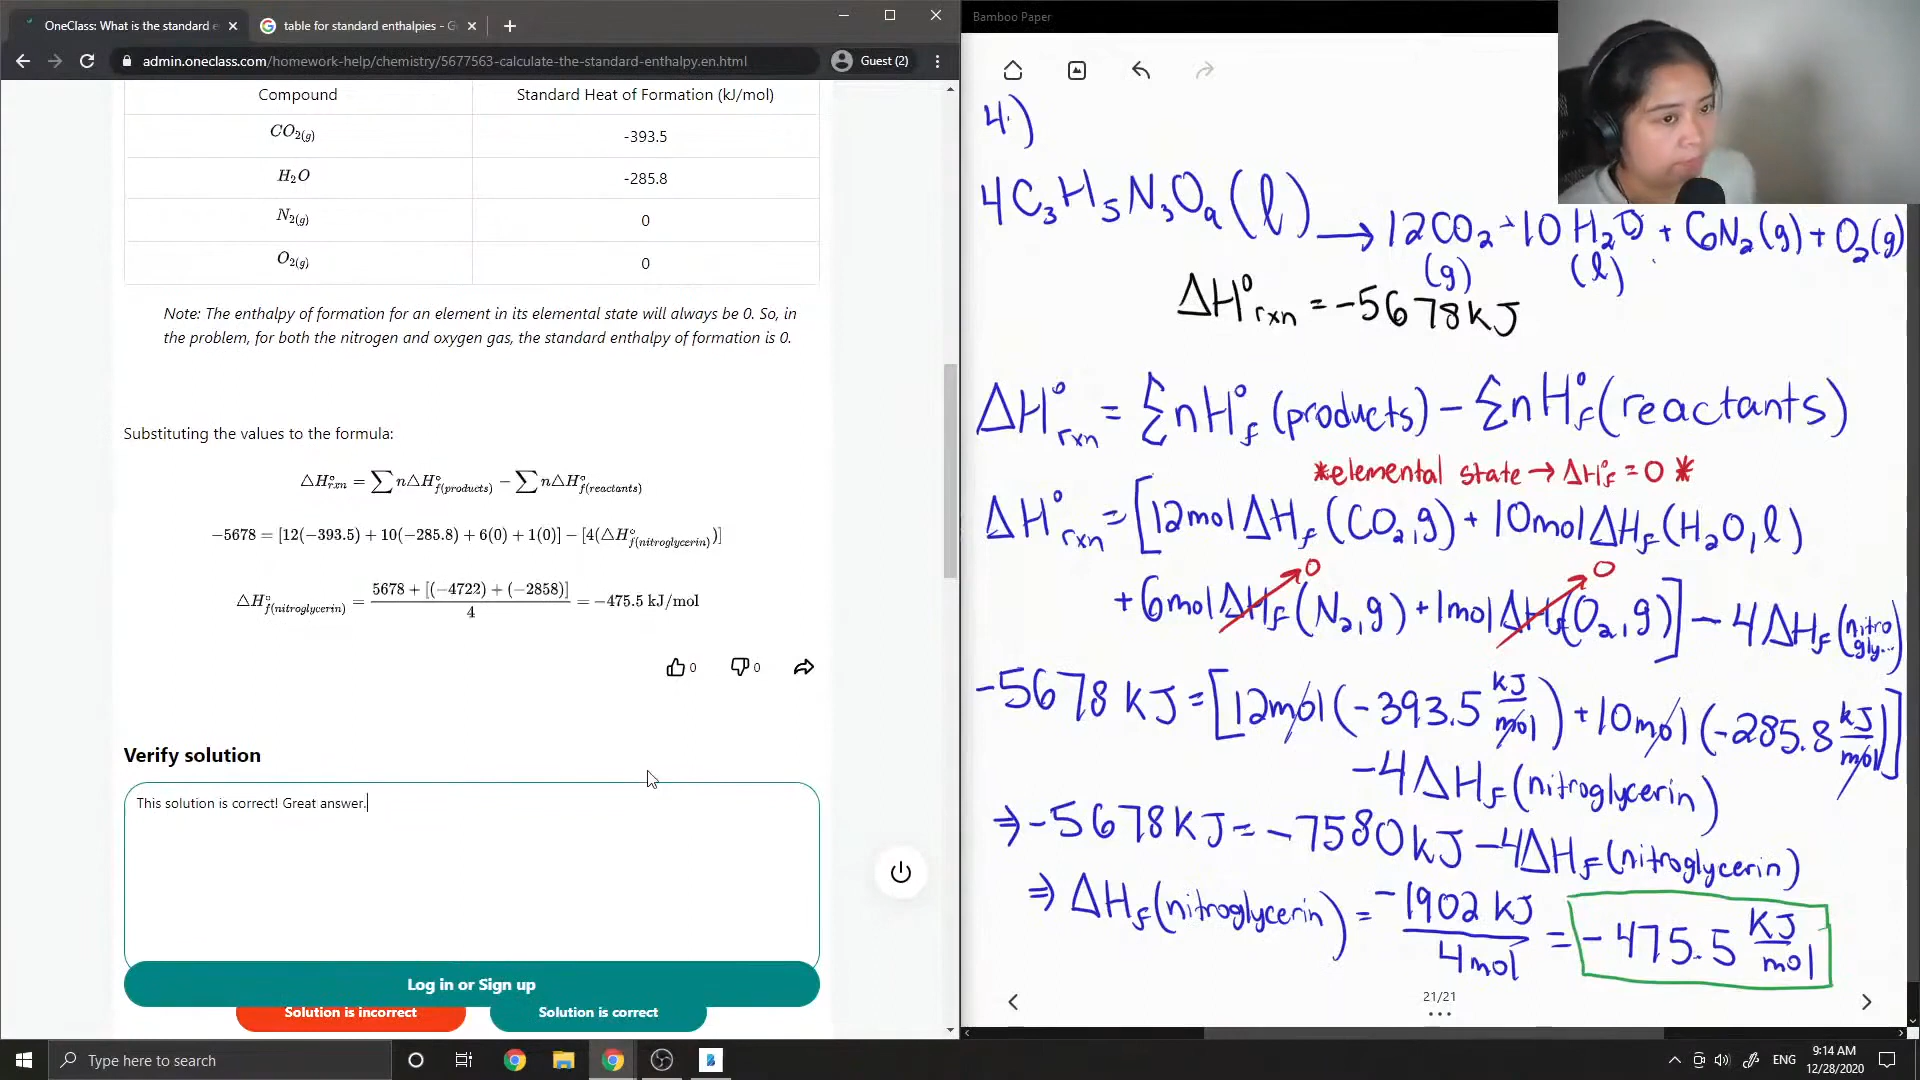 OneClass: What is the standard e
table for standard enthalpies - G
admin.oneclass.com/homework-help/chemistry/5677563-calculate-the-standard-enthalpy.en.html
Guest (2)
Compound Standard Heat of Formation (kJ/mol)
CO2(g) -393.5
H2O -285.8
N2(g) 0
O2(g) 0
Note: The enthalpy of formation for an element in its elemental state will always be 0. So, in
the problem, for both the nitrogen and oxygen gas, the standard enthalpy of formation is 0.
Substituting the values to the formula:
△H°rxn = ∑ n△H°f(products) − ∑ n△H°f(reactants)
−5678 = [12(−393.5) + 10(−285.8) + 6(0) + 1(0)] − [4(△H°f(nitroglycerin))]
△H°f(nitroglycerin) = 5678 + [(−4722) + (−2858)] / 4 = −475.5 kJ/mol
0 0
Verify solution
This solution is correct! Great answer.
Log in or Sign up
Solution is incorrect Solution is correct
Bamboo Paper
4.)
4C3H5N3O9(l) → 12CO2 + 10H2O + 6N2(g) + O2(g)
(g) (l)
ΔH°rxn = -5678 kJ
ΔH°rxn = ΣnH°f (products) - ΣnH°f (reactants)
*elemental state → ΔH°f = 0 *
ΔH°rxn = [12mol ΔHf (CO2,g) + 10mol ΔHf (H2O,l)
0 0
+ 6mol ΔHf (N2,g) + 1mol ΔHf (O2,g)] - 4ΔHf (nitro
gly...)
-5678 kJ = [12mol (-393.5 kJ/mol) + 10mol (-285.8 kJ/mol)]
-4ΔHf (nitroglycerin)
⇒ -5678 kJ = -7580 kJ - 4ΔHf (nitroglycerin)
⇒ ΔHf (nitroglycerin) = -1902 kJ / 4mol = -475.5 KJ/mol
21/21
Type here to search
ENG
9:14 AM
12/28/2020